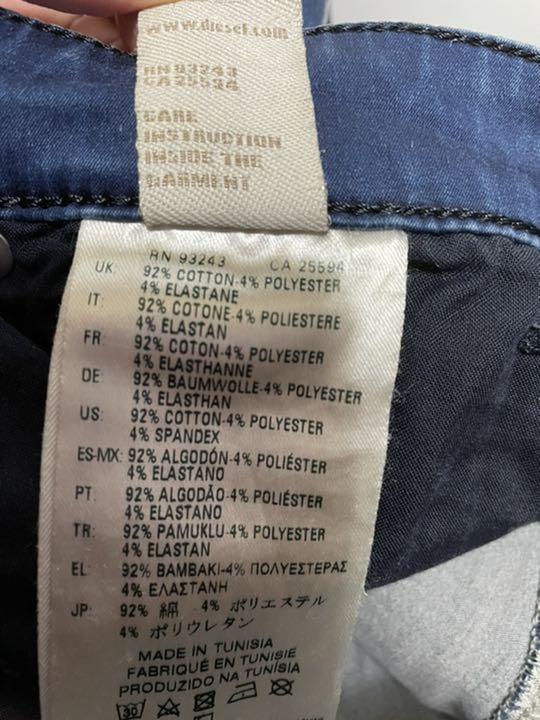 www.diesel.com
RN 93243
CA 25594
CARE
INSTRUCTION
INSIDE THE
GARMENT
RN 93243 CA 25594
UK: 92% COTTON-4% POLYESTER
4% ELASTANE
IT: 92% COTONE-4% POLIESTERE
4% ELASTAN
FR: 92% COTON-4% POLYESTER
4% ELASTHANNE
DE: 92% BAUMWOLLE-4% POLYESTER
4% ELASTHAN
US: 92% COTTON-4% POLYESTER
4% SPANDEX
ES-MX: 92% ALGODÓN-4% POLIÉSTER
4% ELASTANO
PT: 92% ALGODÃO-4% POLIÉSTER
4% ELASTANO
TR: 92% PAMUKLU-4% POLYESTER
4% ELASTAN
EL: 92% ΒΑΜΒΑΚΙ-4% ΠΟΛΥΕΣΤΕΡΑΣ
4% ΕΛΑΣΤΑΝΗ
JP: 92% 綿 4% ポリエステル
4% ポリウレタン
MADE IN TUNISIA
FABRIQUÉ EN TUNISIE
PRODUZIDO NA TUNÍSIA
30